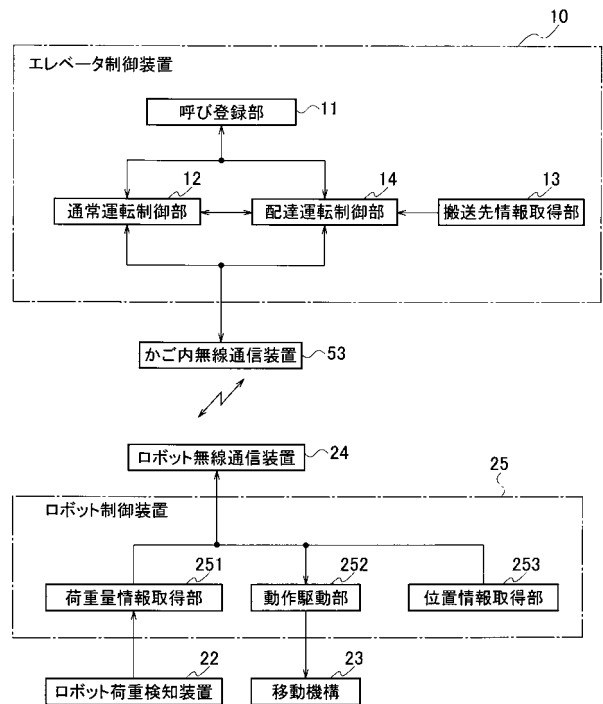 10
エレベータ制御装置
呼び登録部
11
12
14
13
通常運転制御部
配達運転制御部
搬送先情報取得部
かご内無線通信装置
53
ロボット無線通信装置
24
25
ロボット制御装置
251
252
253
荷重量情報取得部
動作駆動部
位置情報取得部
22
23
ロボット荷重検知装置
移動機構